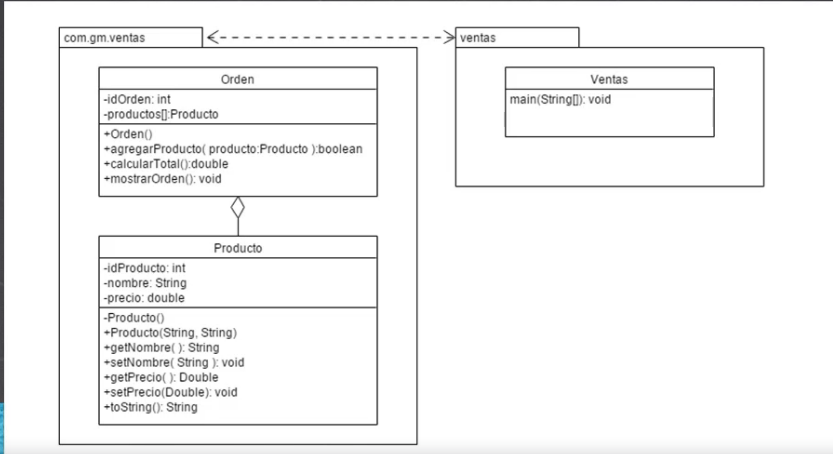 com.gm.ventas
Orden
-idOrden: int
-productos[]:Producto
+Orden()
+agregarProducto( producto:Producto ):boolean
+calcularTotal():double
+mostrarOrden(): void
Producto
-idProducto: int
-nombre: String
-precio: double
-Producto()
+Producto(String, String)
+getNombre( ): String
+setNombre( String ): void
+getPrecio( ): Double
+setPrecio(Double): void
+toString(): String
ventas
Ventas
main(String[]): void